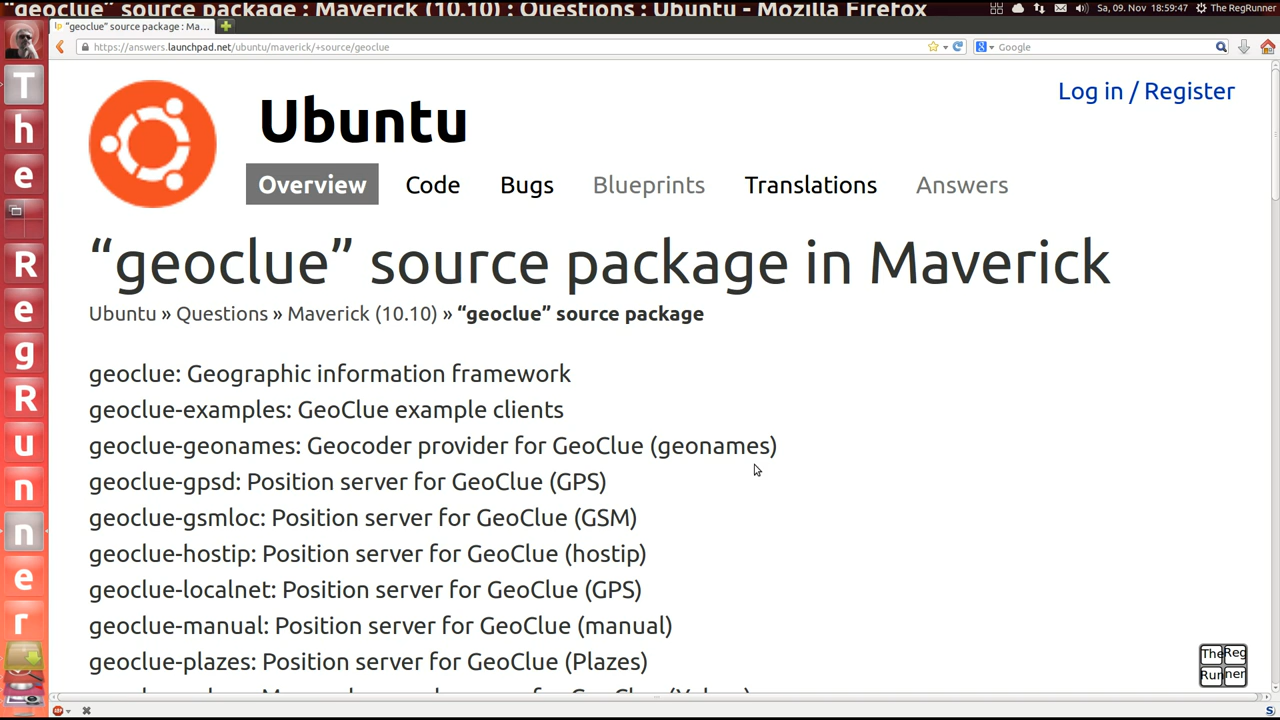 "geoclue" source package : Maverick (10.10) : Questions : Ubuntu - Mozilla Firefox
Sa, 09. Nov 18:59:47 The RegRunner
"geoclue" source package : Ma...
https://answers.launchpad.net/ubuntu/maverick/+source/geoclue
Google
Log in / Register
Ubuntu
Overview Code Bugs Blueprints Translations Answers
“geoclue” source package in Maverick
Ubuntu » Questions » Maverick (10.10) » “geoclue” source package
geoclue: Geographic information framework
geoclue-examples: GeoClue example clients
geoclue-geonames: Geocoder provider for GeoClue (geonames)
geoclue-gpsd: Position server for GeoClue (GPS)
geoclue-gsmloc: Position server for GeoClue (GSM)
geoclue-hostip: Position server for GeoClue (hostip)
geoclue-localnet: Position server for GeoClue (GPS)
geoclue-manual: Position server for GeoClue (manual)
geoclue-plazes: Position server for GeoClue (Plazes)
T
h
e
R
e
g
R
u
n
n
e
r
The Reg
Run ner